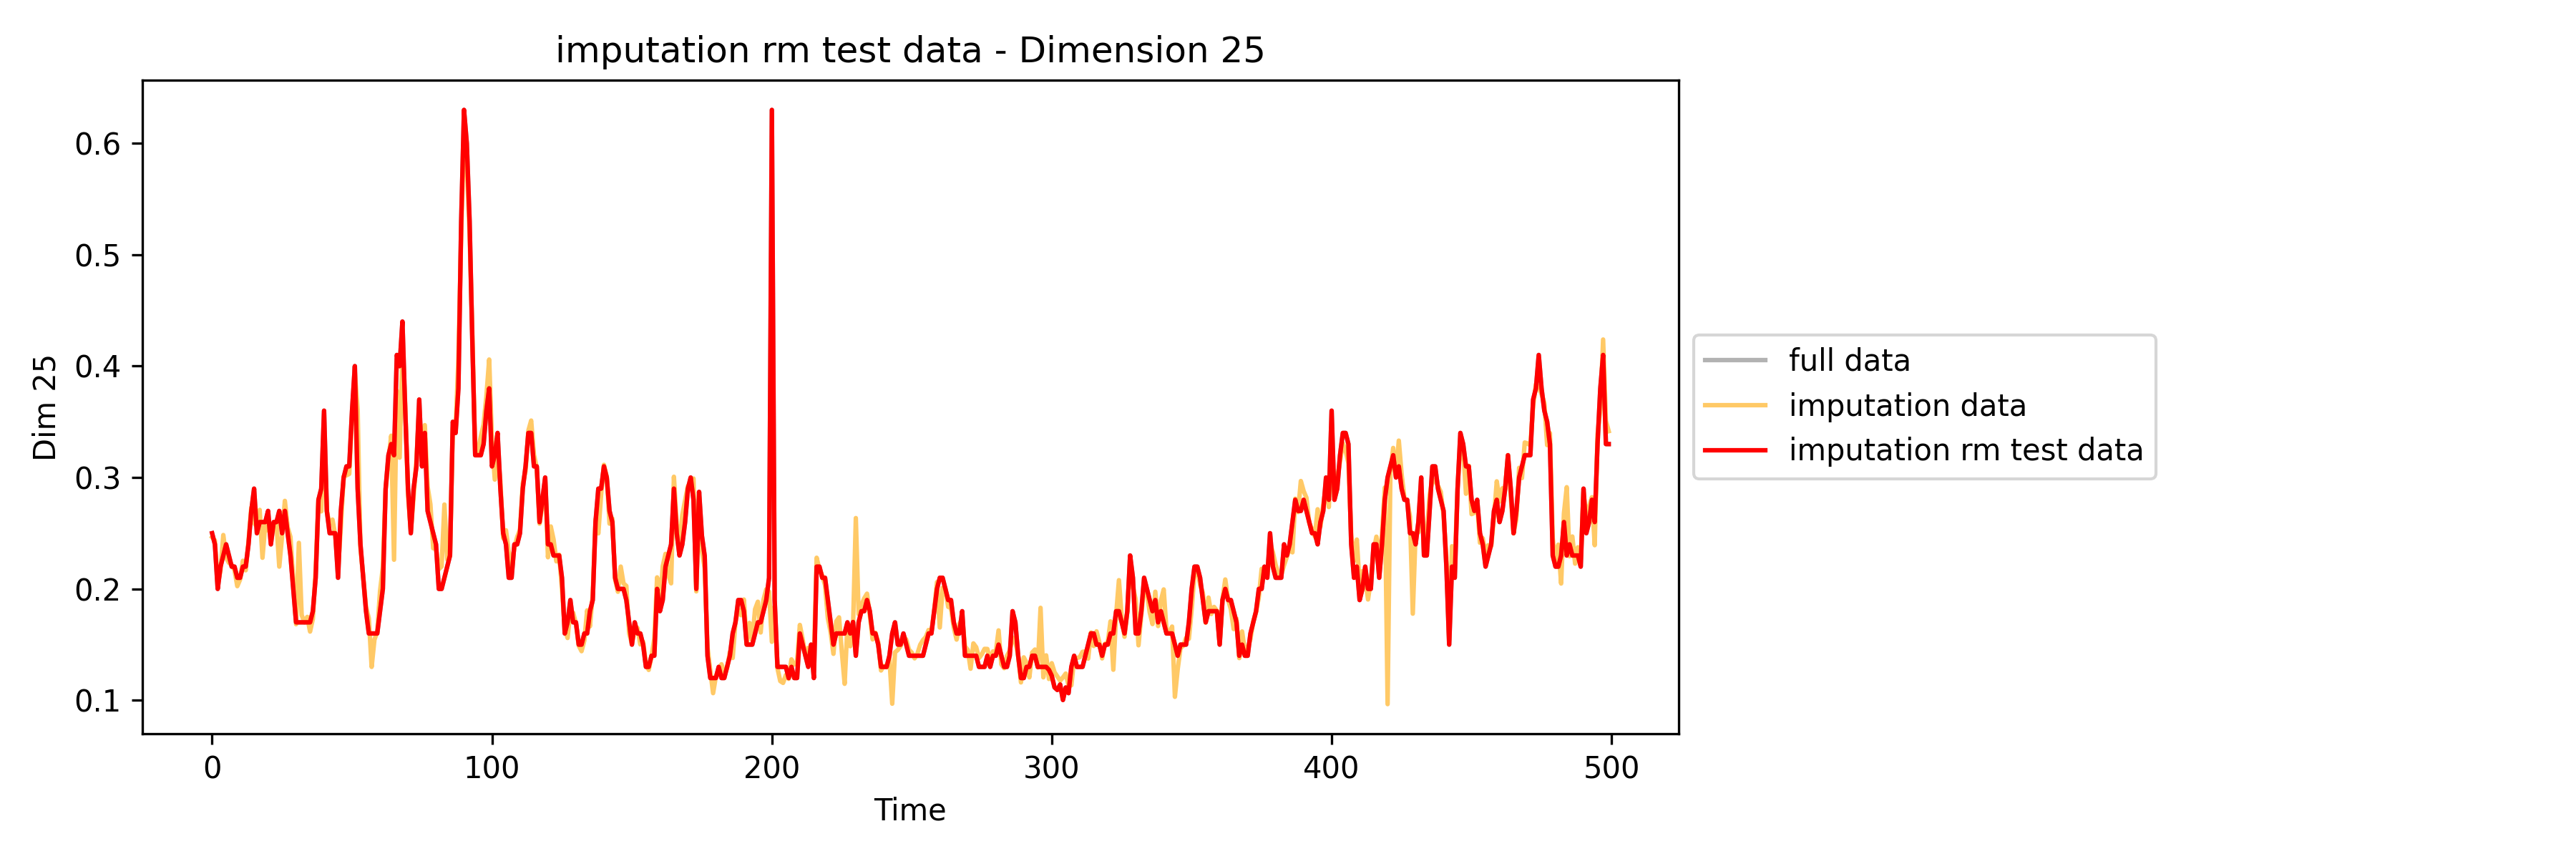 imputation rm test data - Dimension 25
0.6
0.5
0.4
0.3
0.2
0.1
Dim 25
0 100 200 300 400 500
Time
full data
imputation data
imputation rm test data